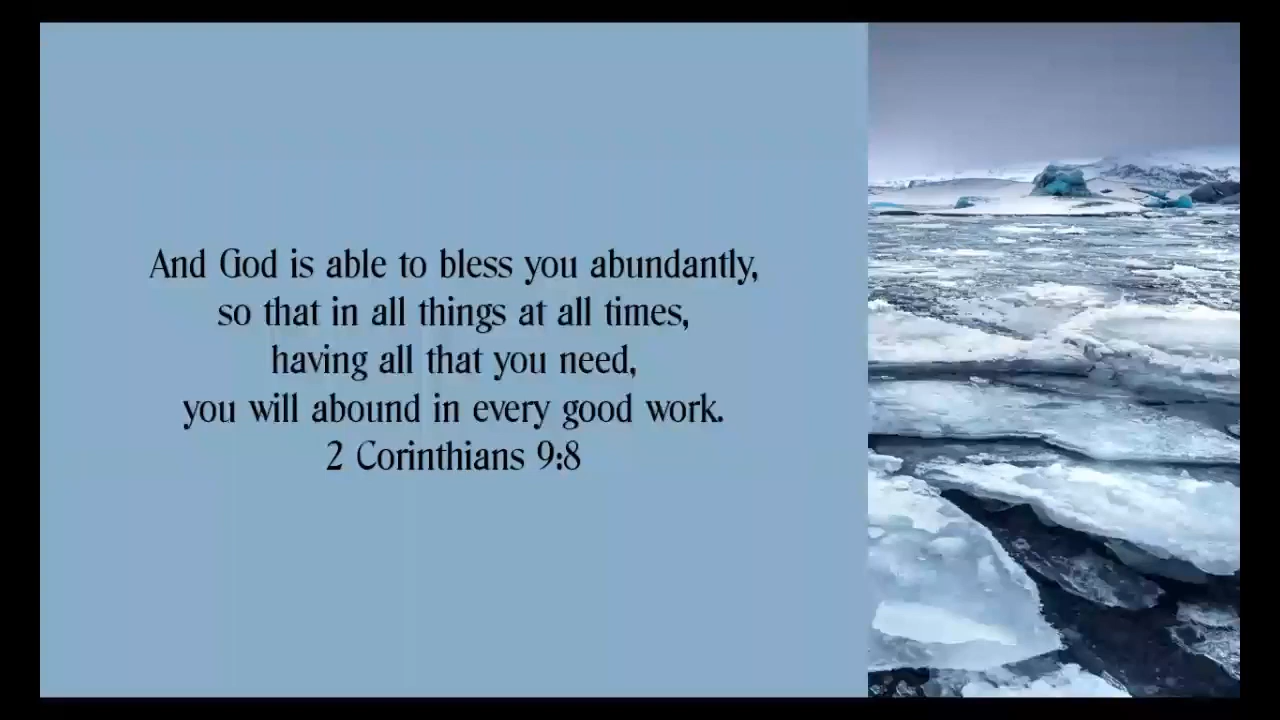 And God is able to bless you abundantly,
so that in all things at all times,
having all that you need,
you will abound in every good work.
2 Corinthians 9:8